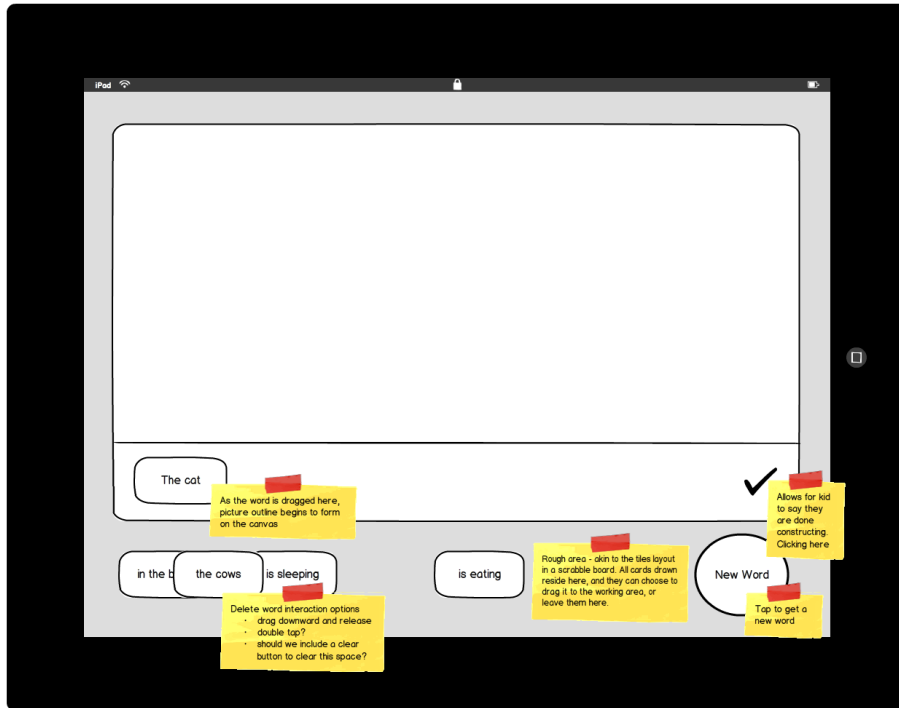 iPad
The cat
As the word is dragged here,
picture outline begins to form
on the canvas
Allows for kid
to say they
are done
constructing.
Clicking here
in the b
the cows
is sleeping
is eating
Rough area - akin to the tiles layout
in a scrabble board. All cards drawn
reside here, and they can choose to
drag it to the working area, or
leave them here.
New Word
Tap to get a
new word
Delete word interaction options
· drag downward and release
· double tap?
· should we include a clear
button to clear this space?